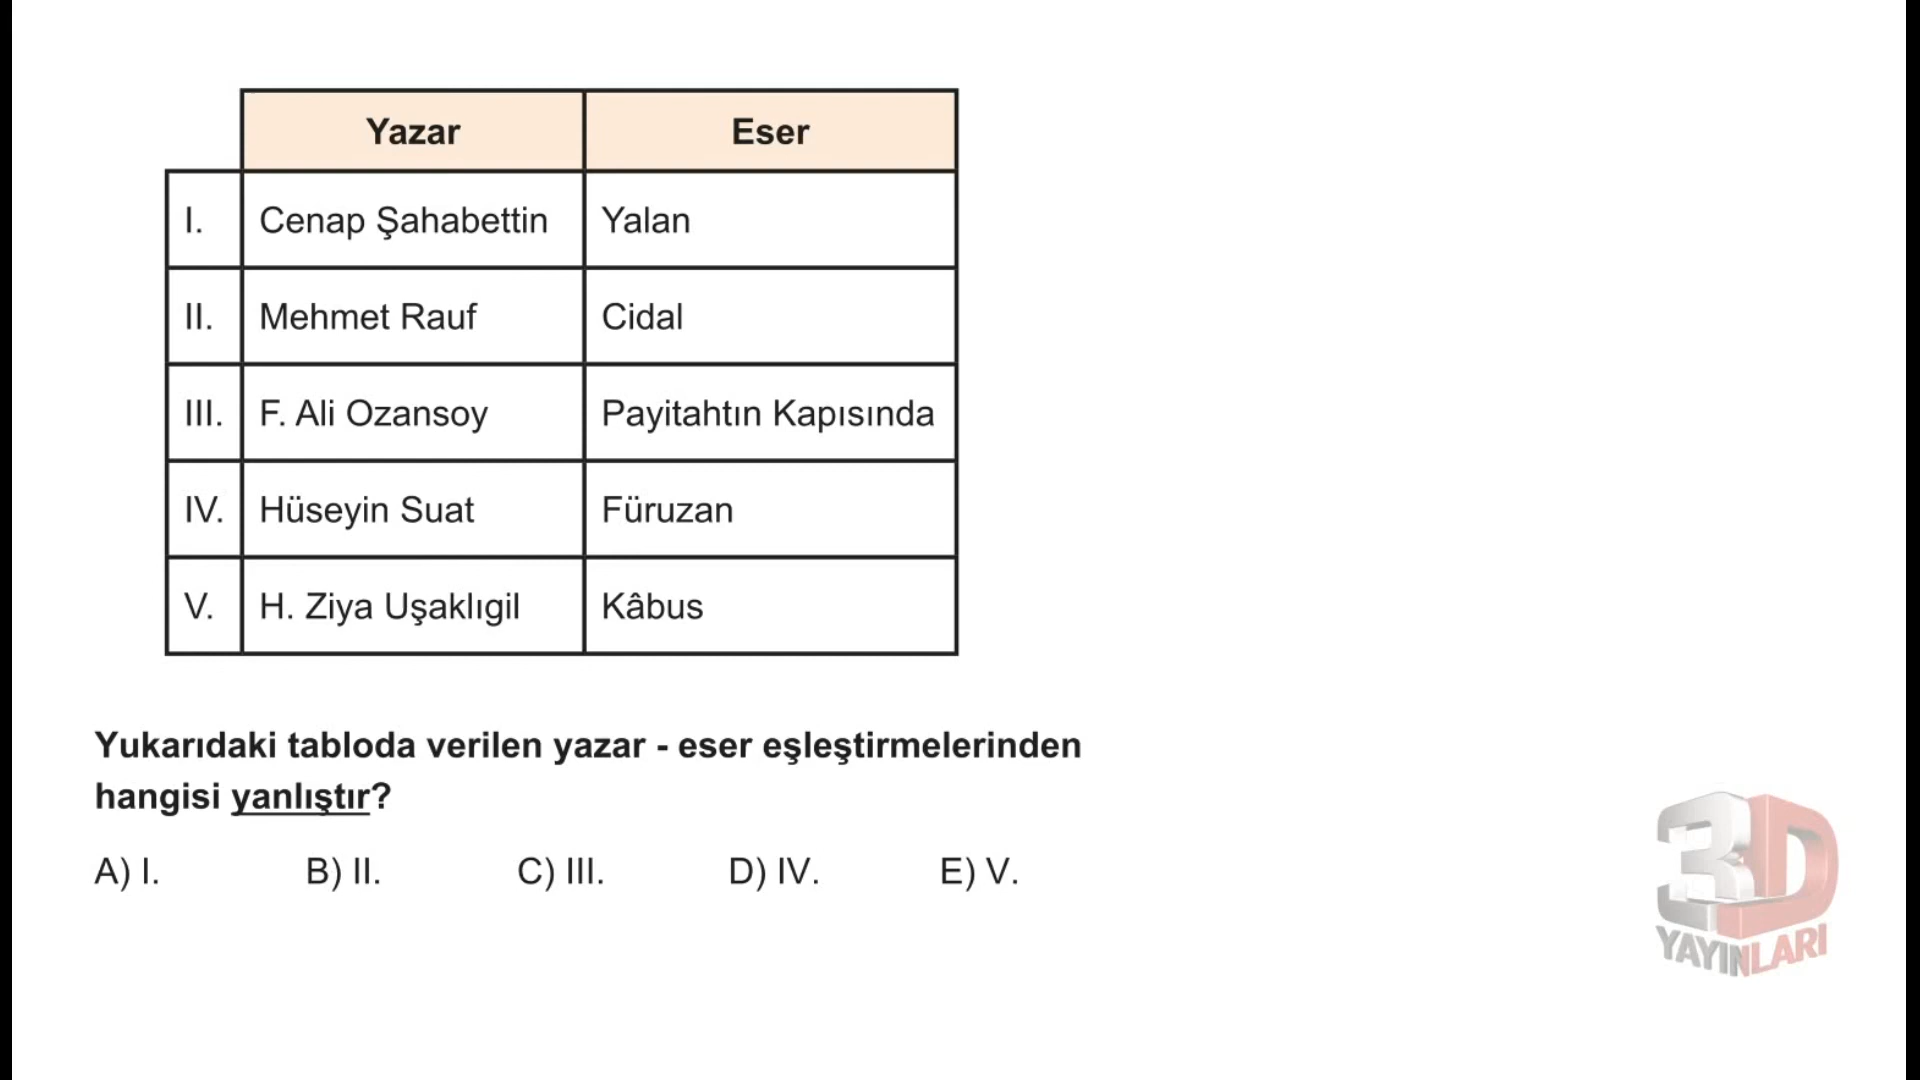 Yazar Eser
I. Cenap Şahabettin Yalan
II. Mehmet Rauf Cidal
III. F. Ali Ozansoy Payitahtın Kapısında
IV. Hüseyin Suat Füruzan
V. H. Ziya Uşaklıgil Kâbus
Yukarıdaki tabloda verilen yazar - eser eşleştirmelerinden
hangisi yanlıştır?
A) I. B) II. C) III. D) IV. E) V.
3D
YAYINLARI